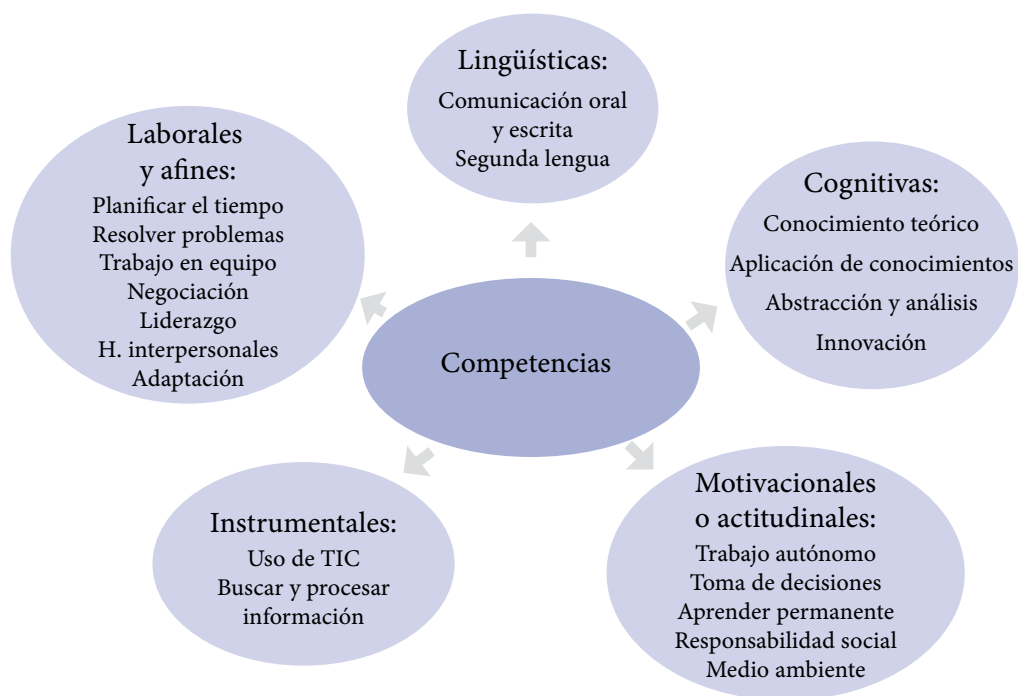 Lingüísticas:
Comunicación oral
y escrita
Segunda lengua
Laborales
y afines:
Planificar el tiempo
Resolver problemas
Trabajo en equipo
Negociación
Liderazgo
H. interpersonales
Adaptación
Cognitivas:
Conocimiento teórico
Aplicación de conocimientos
Abstracción y análisis
Innovación
Competencias
Instrumentales:
Uso de TIC
Buscar y procesar
información
Motivacionales
o actitudinales:
Trabajo autónomo
Toma de decisiones
Aprender permanente
Responsabilidad social
Medio ambiente